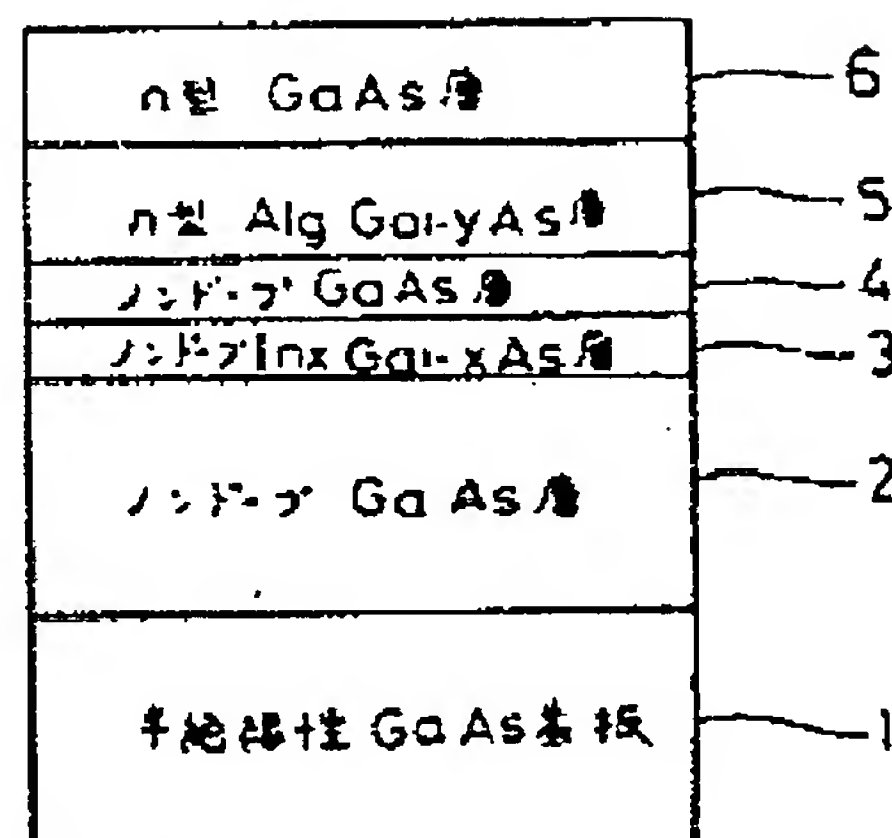 n型 GaAs層 6
n型 AlyGa1-yAs層 5
ノンドープ GaAs層 4
ノンドープInxGa1-xAs層 3
ノンドープ GaAs層 2
半絶縁性 GaAs基板 1